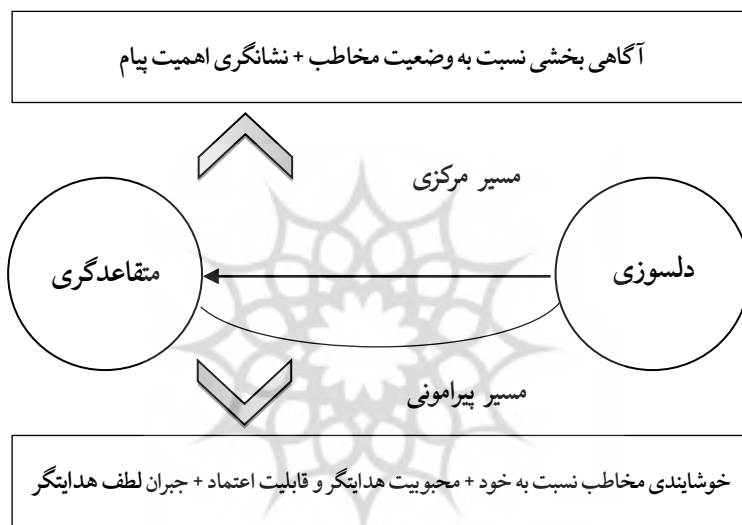 آگاهی بخشی نسبت به وضعیت مخاطب + نشانگری اهمیت پیام
مسیر مرکزی
دلسوزی
متقاعدگری
مسیر پیرامونی
خوشایندی مخاطب نسبت به خود + محبوبیت هدایتگر و قابلیت اعتماد + جبران لطف هدایتگر